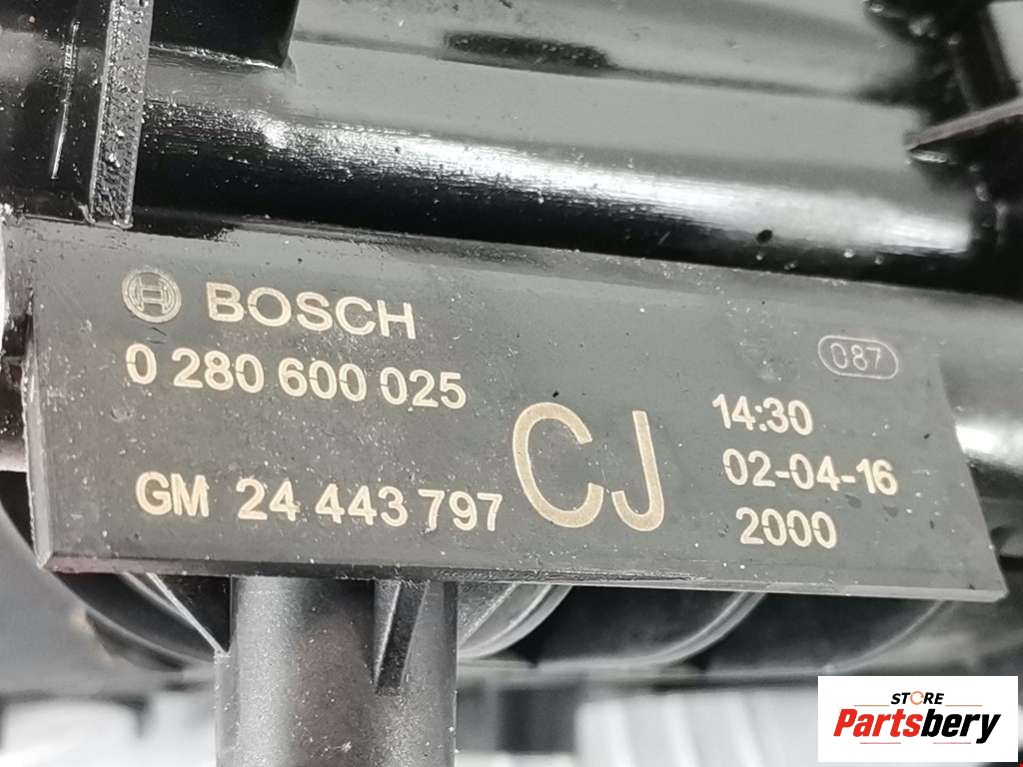 BOSCH
0 280 600 025
GM 24 443 797
CJ
087
14:30
02-04-16
2000
STORE
Partsbery